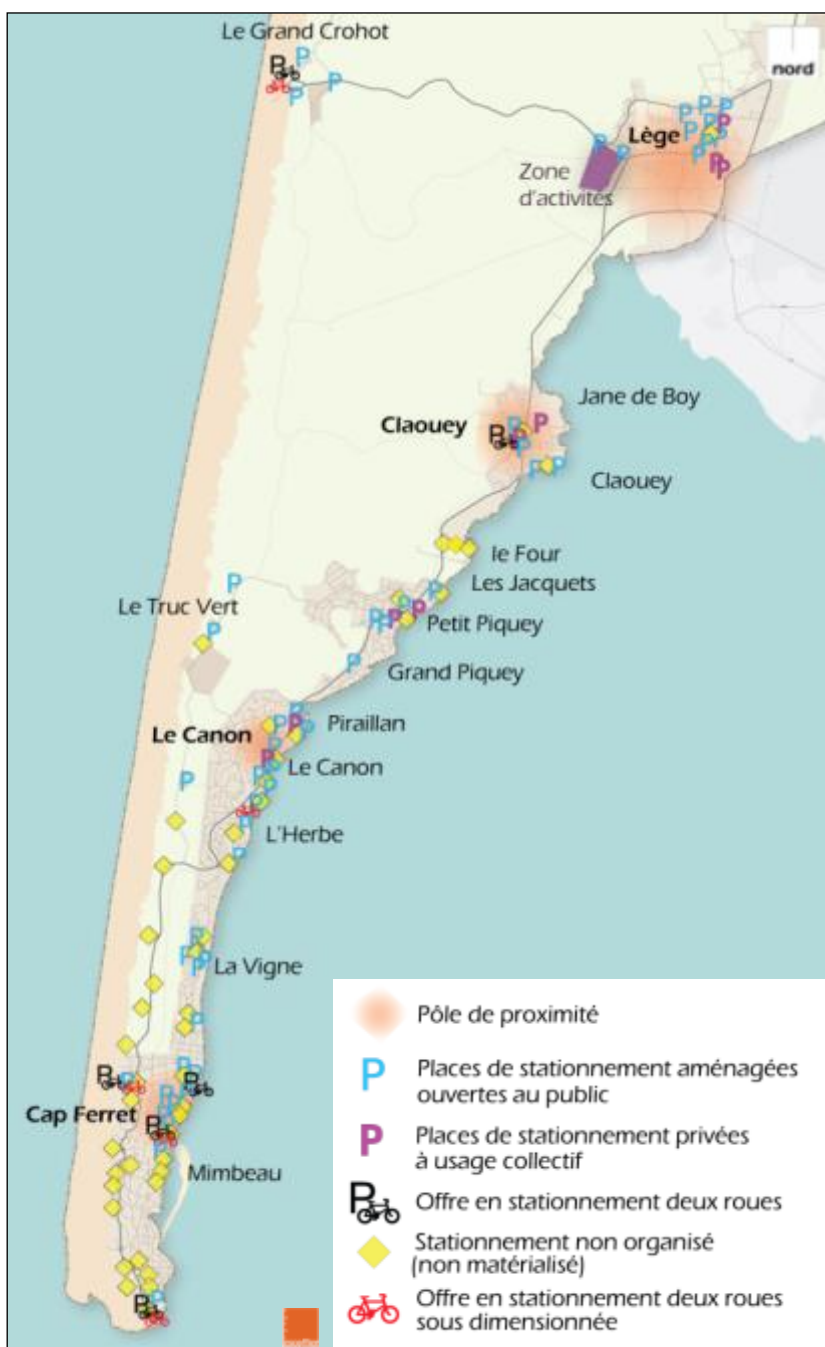 Le Grand Crohot
nord
P
P
P
P
Lège
Zone
d'activités
Jane de Boy
Claouey
P
P
Claouey
le Four
Les Jacquets
Le Truc Vert
Petit Piquey
Grand Piquey
Le Canon
Piraillan
Le Canon
L'Herbe
La Vigne
Pôle de proximité
P Places de stationnement aménagées
ouvertes au public
P Places de stationnement privées
à usage collectif
P Offre en stationnement deux roues
Stationnement non organisé
(non matérialisé)
Offre en stationnement deux roues
sous dimensionnée
Cap Ferret
Mimbeau